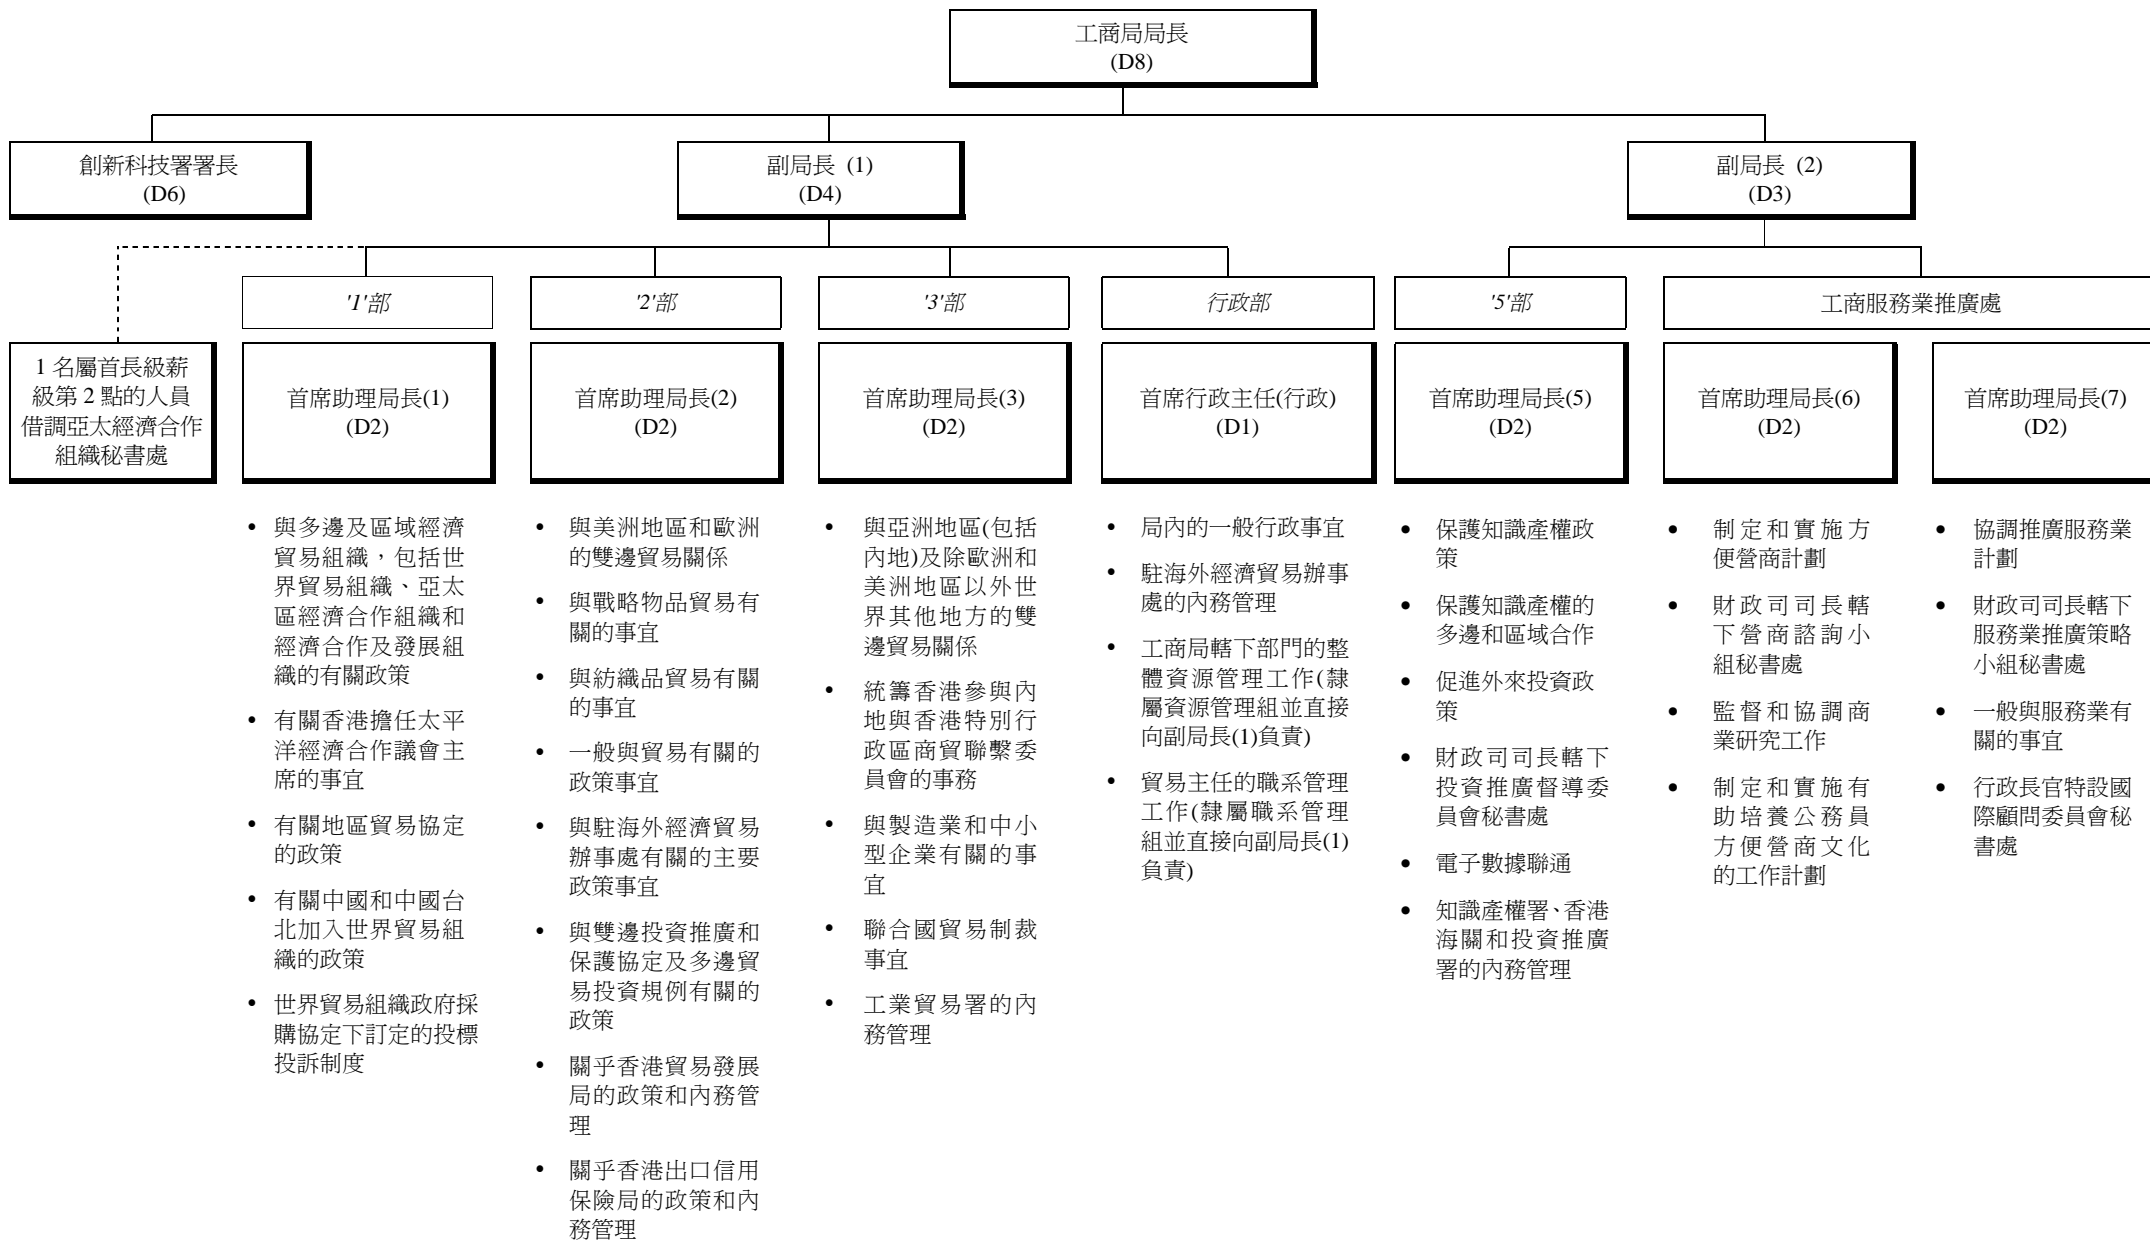 工商局局長
(D8)
創新科技署署長
(D6)
副局長 (1)
(D4)
副局長 (2)
(D3)
'1'部
'2'部
'3'部
行政部
'5'部
工商服務業推廣處
1 名屬首長級薪
級第 2 點的人員
借調亞太經濟合作
組織秘書處
首席助理局長(1)
(D2)
首席助理局長(2)
(D2)
首席助理局長(3)
(D2)
首席行政主任(行政)
(D1)
首席助理局長(5)
(D2)
首席助理局長(6)
(D2)
首席助理局長(7)
(D2)
• 與多邊及區域經濟
貿易組織，包括世
界貿易組織、亞太
區經濟合作組織和
經濟合作及發展組
織的有關政策
• 有關香港擔任太平
洋經濟合作議會主
席的事宜
• 有關地區貿易協定
的政策
• 有關中國和中國台
北加入世界貿易組
織的政策
• 世界貿易組織政府採
購協定下訂定的投標
投訴制度
• 與美洲地區和歐洲
的雙邊貿易關係
• 與戰略物品貿易有
關的事宜
• 與紡織品貿易有關
的事宜
• 一般與貿易有關的
政策事宜
• 與駐海外經濟貿易
辦事處有關的主要
政策事宜
• 與雙邊投資推廣和
保護協定及多邊貿
易投資規例有關的
政策
• 關乎香港貿易發展
局的政策和內務管
理
• 關乎香港出口信用
保險局的政策和內
務管理
• 與亞洲地區(包括
內地)及除歐洲和
美洲地區以外世
界其他地方的雙
邊貿易關係
• 統籌香港參與內
地與香港特別行
政區商貿聯繫委
員會的事務
• 與製造業和中小
型企業有關的事
宜
• 聯合國貿易制裁
事宜
• 工業貿易署的內
務管理
• 局內的一般行政事宜
• 駐海外經濟貿易辦事
處的內務管理
• 工商局轄下部門的整
體資源管理工作(隸
屬資源管理組並直接
向副局長(1)負責)
• 貿易主任的職系管理
工作(隸屬職系管理
組並直接向副局長(1)
負責)
• 保護知識產權政
策
• 保護知識產權的
多邊和區域合作
• 促進外來投資政
策
• 財政司司長轄下
投資推廣督導委
員會秘書處
• 電子數據聯通
• 知識產權署、香港
海關和投資推廣
署的內務管理
• 制定和實施方
便營商計劃
• 財政司司長轄
下營商諮詢小
組秘書處
• 監督和協調商
業研究工作
• 制定和實施有
助培養公務員
方便營商文化
的工作計劃
• 協調推廣服務業
計劃
• 財政司司長轄下
服務業推廣策略
小組秘書處
• 一般與服務業有
關的事宜
• 行政長官特設國
際顧問委員會秘
書處